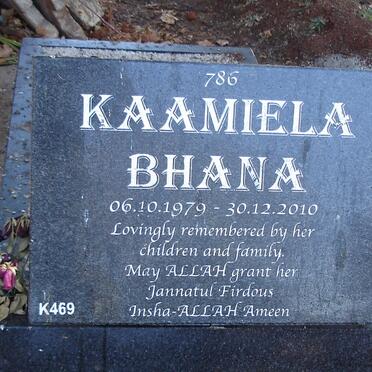 786
KAAMIELA
BHANA
06.10.1979 - 30.12.2010
Lovingly remembered by her
children and family.
May ALLAH grant her
Jannatul Firdous
Insha-ALLAH Ameen
K469